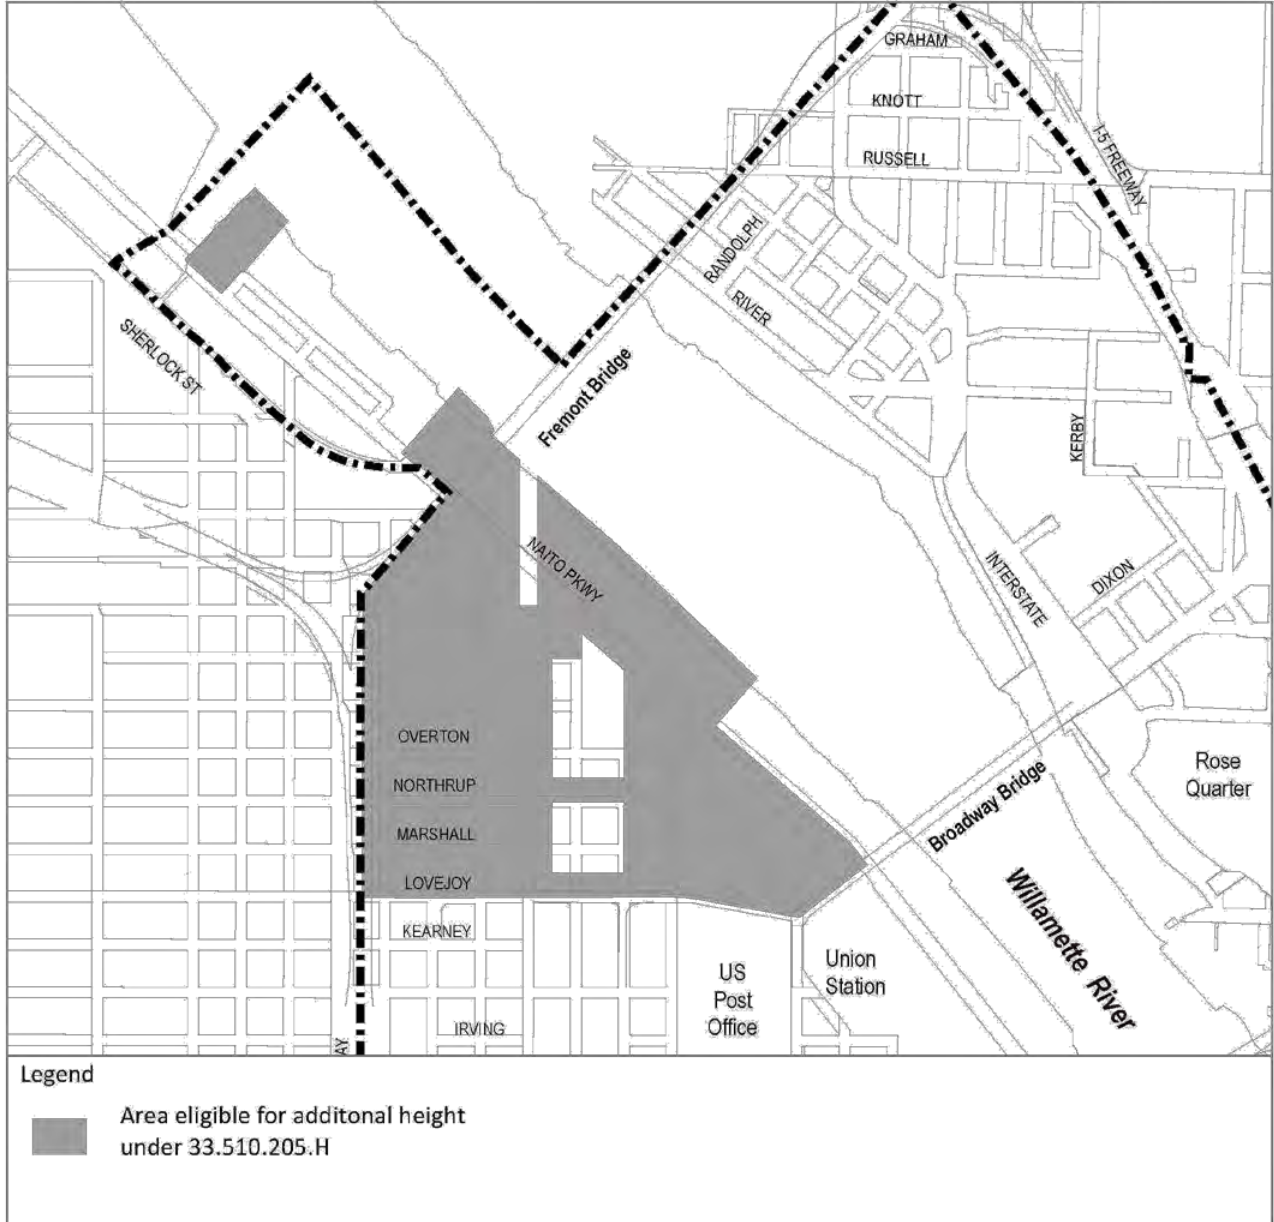 GRAHAM
KNOTT
I-5 FREEWAY
RUSSELL
RANDOLPH
RIVER
SHERLOCK ST
Fremont Bridge
KERBY
NAITO PKWY
INTERSTATE
DIXON
OVERTON
NORTHRUP
MARSHALL
LOVEJOY
KEARNEY
IRVING
Broadway Bridge
Rose
Quarter
Willamette River
US
Post
Office
Union
Station
AY
Legend
Area eligible for additonal height
under 33.510.205.H